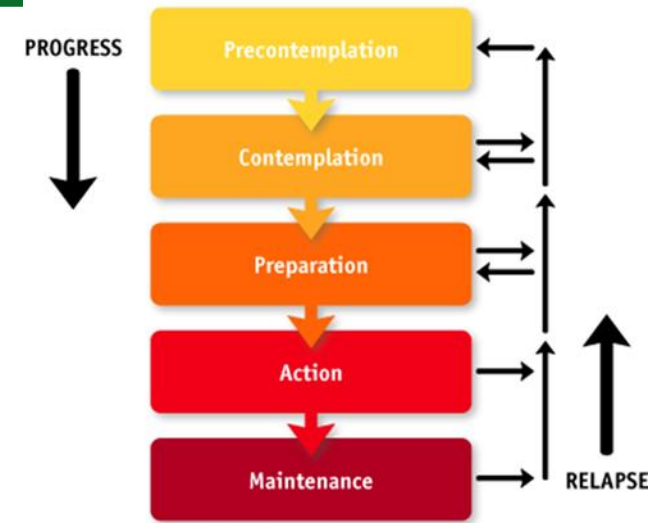 PROGRESS
Precontemplation
Contemplation
Preparation
Action
Maintenance
RELAPSE